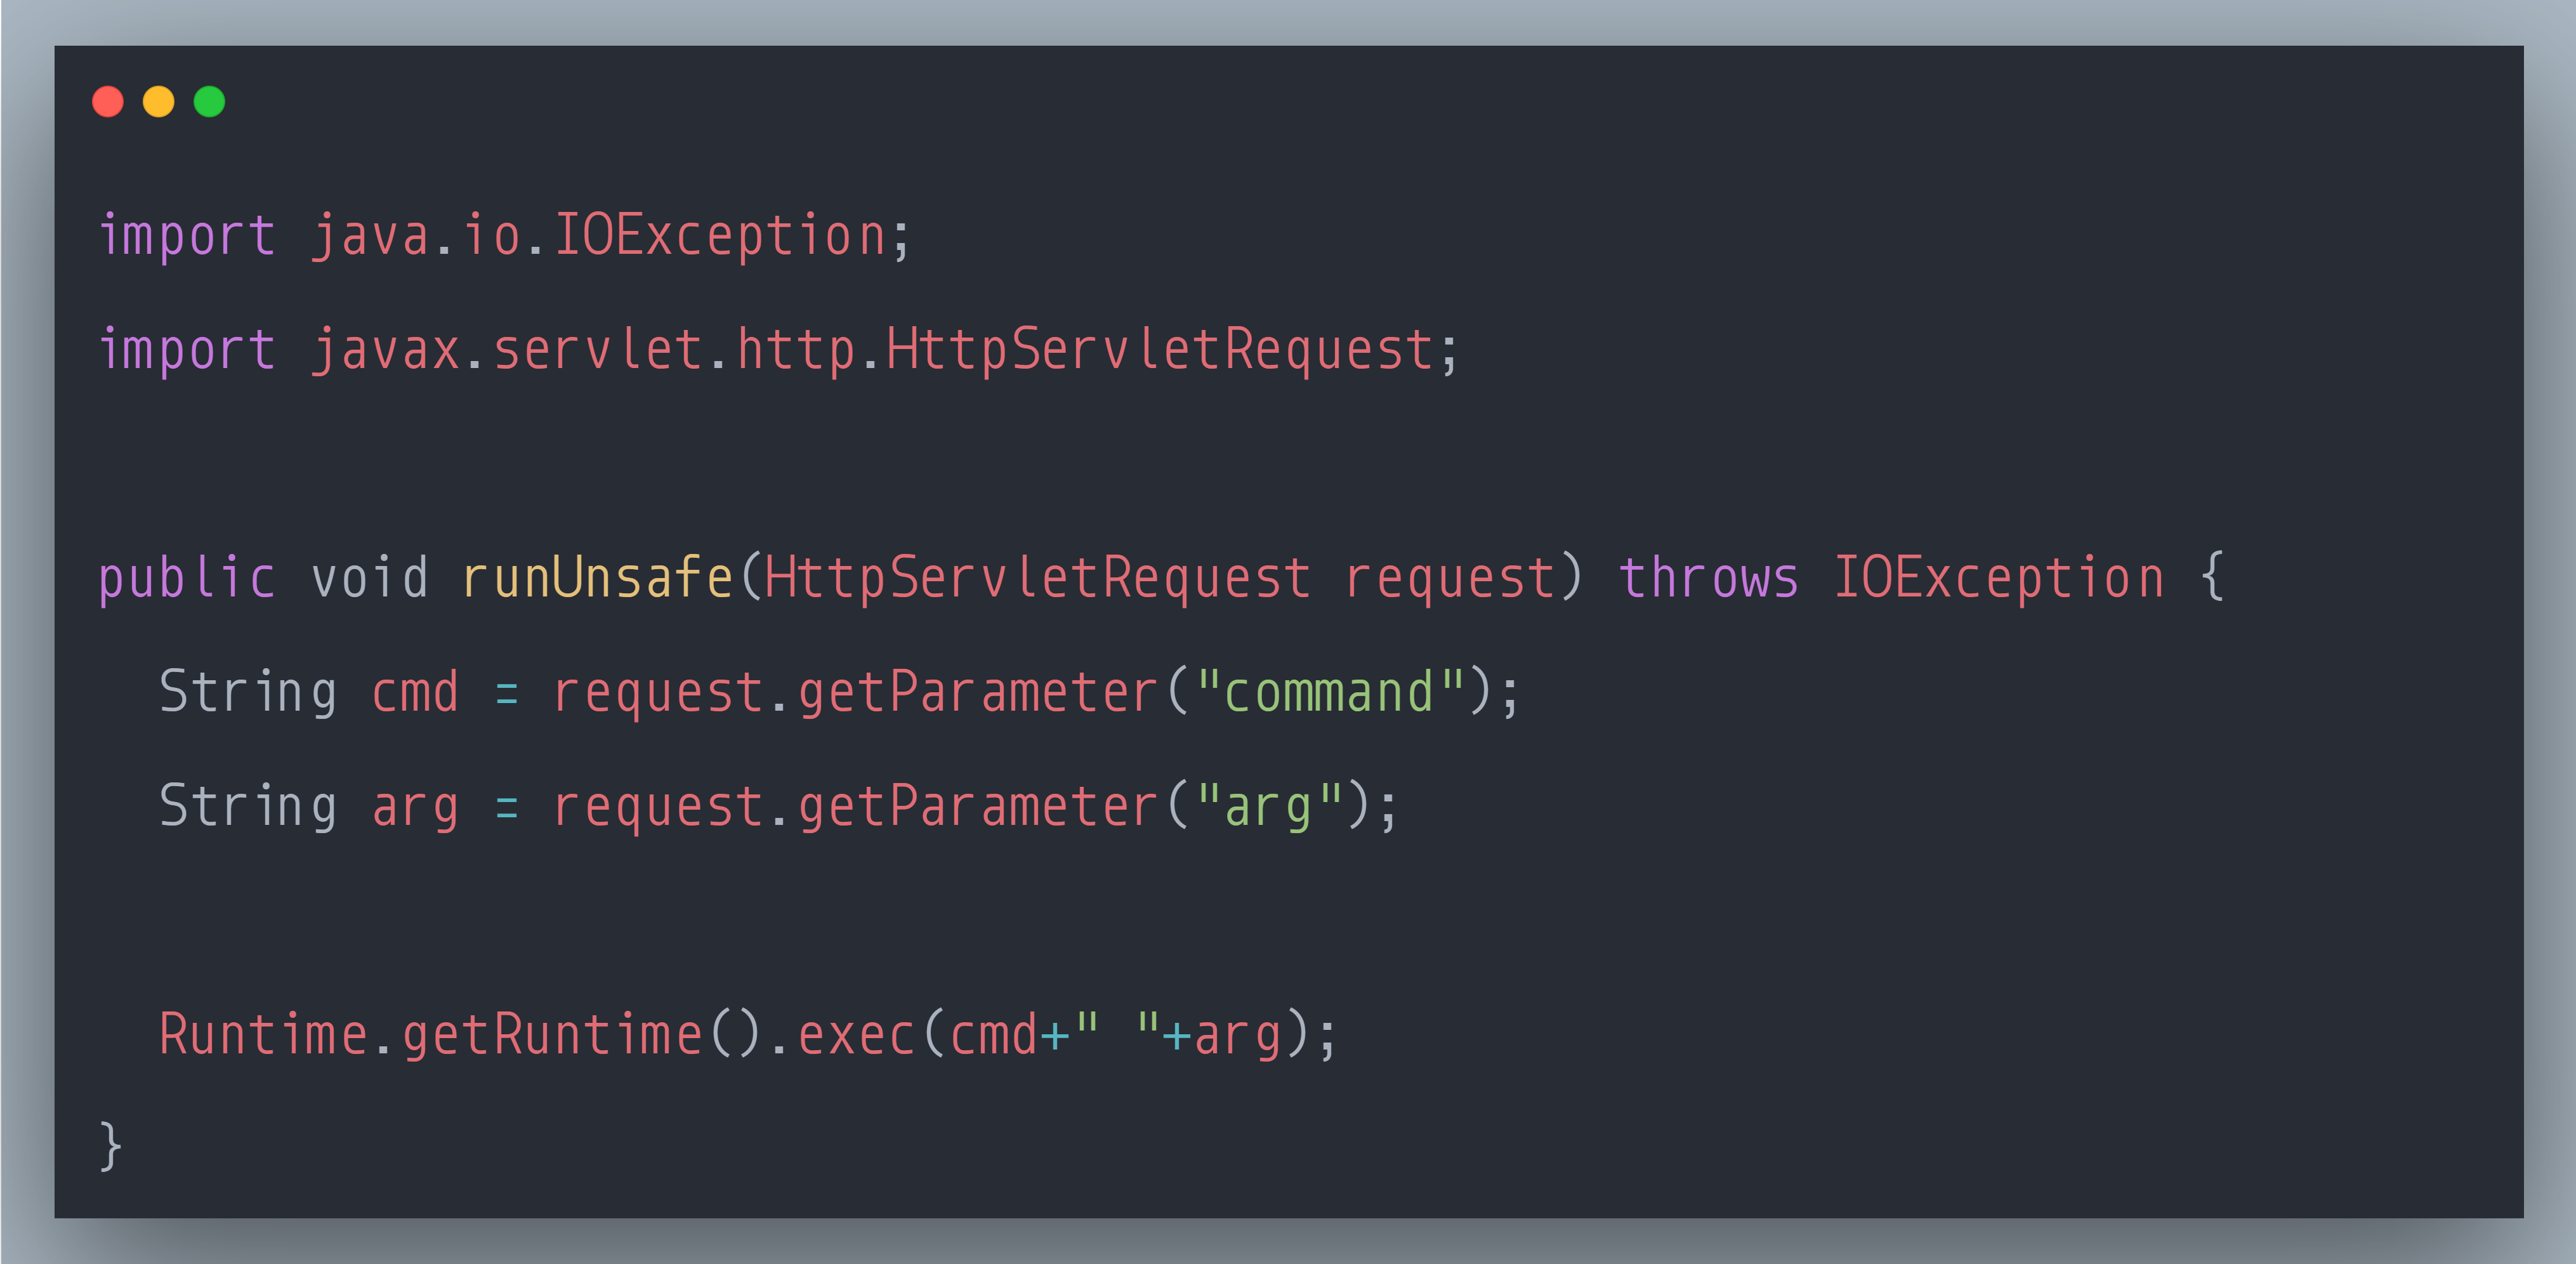 import java.io.IOException;
import javax.servlet.http.HttpServletRequest;
public void runUnsafe(HttpServletRequest request) throws IOException {
  String cmd = request.getParameter("command");
  String arg = request.getParameter("arg");
  Runtime.getRuntime().exec(cmd+" "+arg);
}